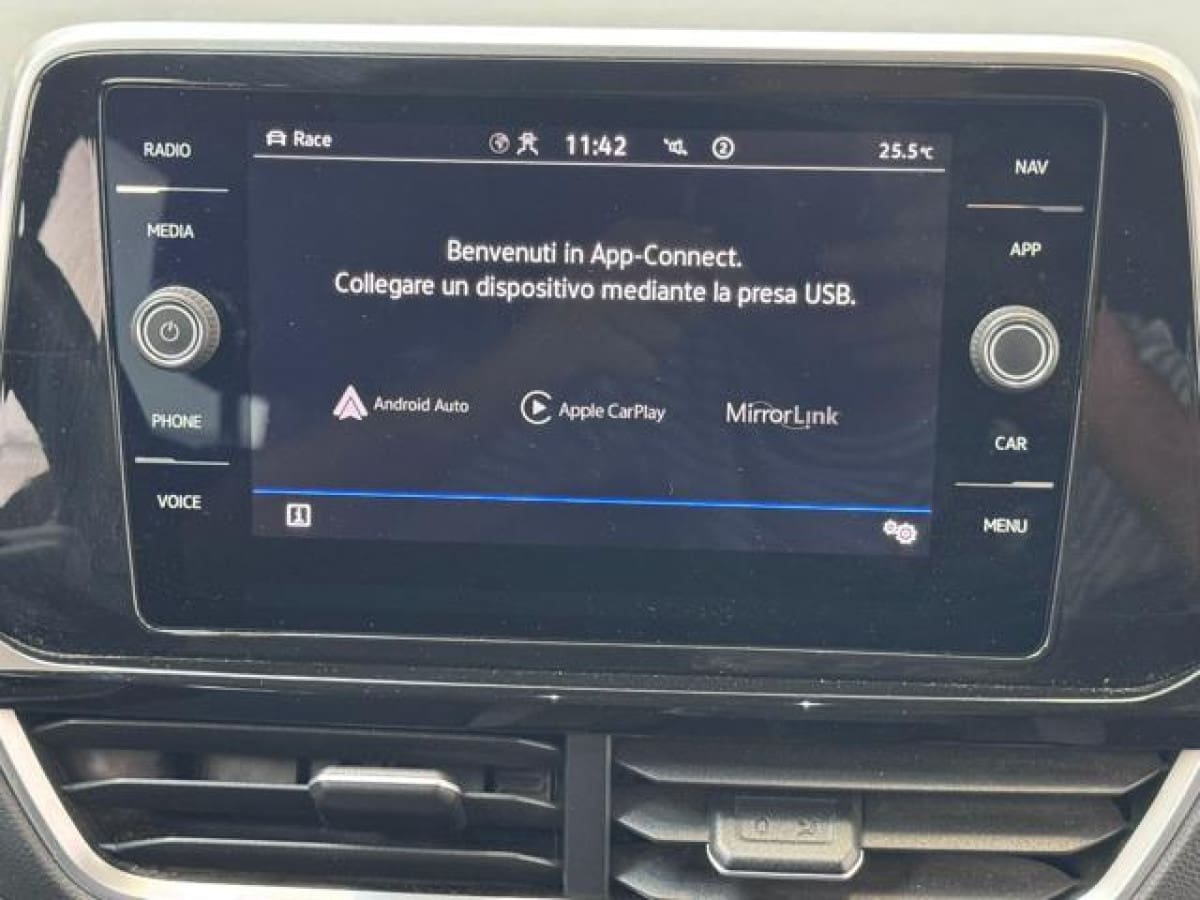 RADIO
MEDIA
PHONE
VOICE
Race
11:42
2
25.5°C
Benvenuti in App-Connect.
Collegare un dispositivo mediante la presa USB.
Android Auto
Apple CarPlay
MirrorLink
i
NAV
APP
CAR
MENU